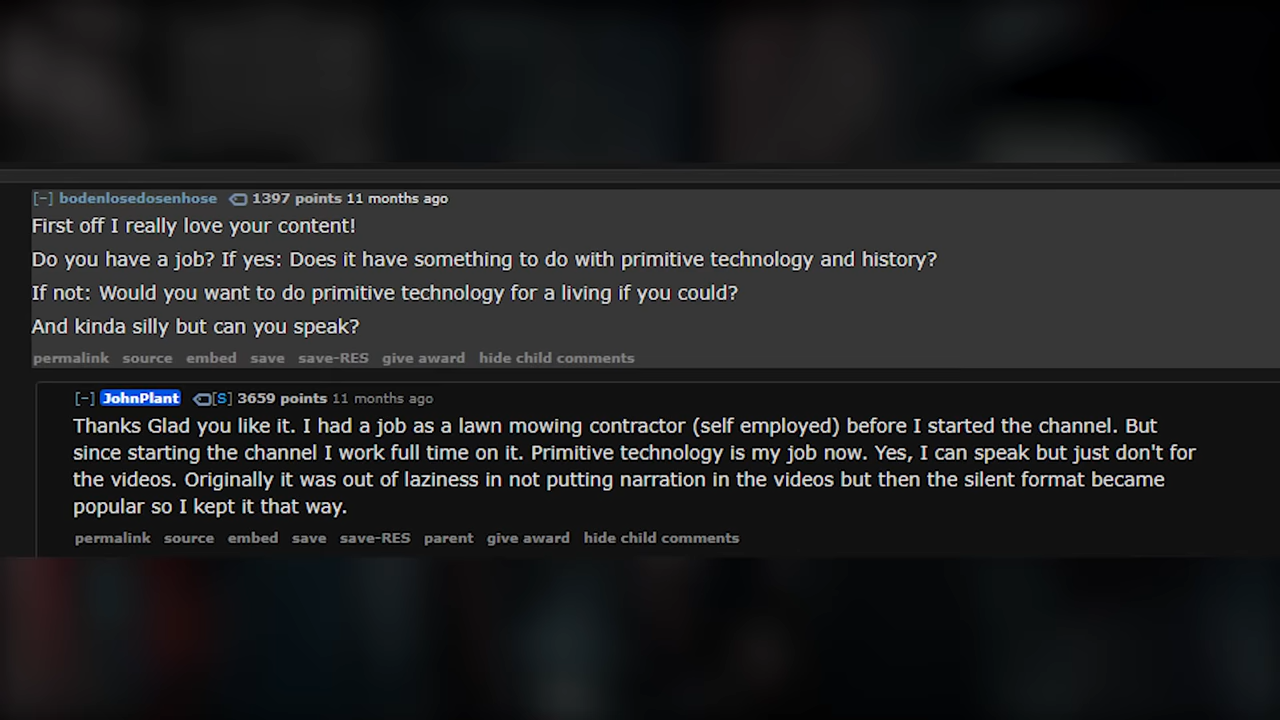 [−] bodenlosedosenhose 1397 points 11 months ago
First off I really love your content!
Do you have a job? If yes: Does it have something to do with primitive technology and history?
If not: Would you want to do primitive technology for a living if you could?
And kinda silly but can you speak?
permalink source embed save save-RES give award hide child comments
[−] JohnPlant [S] 3659 points 11 months ago
Thanks Glad you like it. I had a job as a lawn mowing contractor (self employed) before I started the channel. But
since starting the channel I work full time on it. Primitive technology is my job now. Yes, I can speak but just don't for
the videos. Originally it was out of laziness in not putting narration in the videos but then the silent format became
popular so I kept it that way.
permalink source embed save save-RES parent give award hide child comments